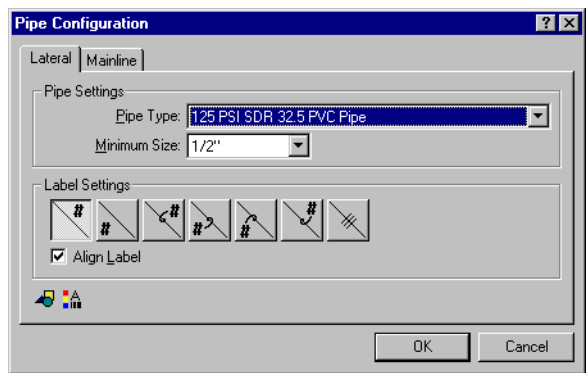 Pipe Configuration
Lateral Mainline
Pipe Settings
Pipe Type: 125 PSI SDR 32.5 PVC Pipe
Minimum Size: 1/2"
Label Settings
# # # # # #
Align Label
A
OK Cancel